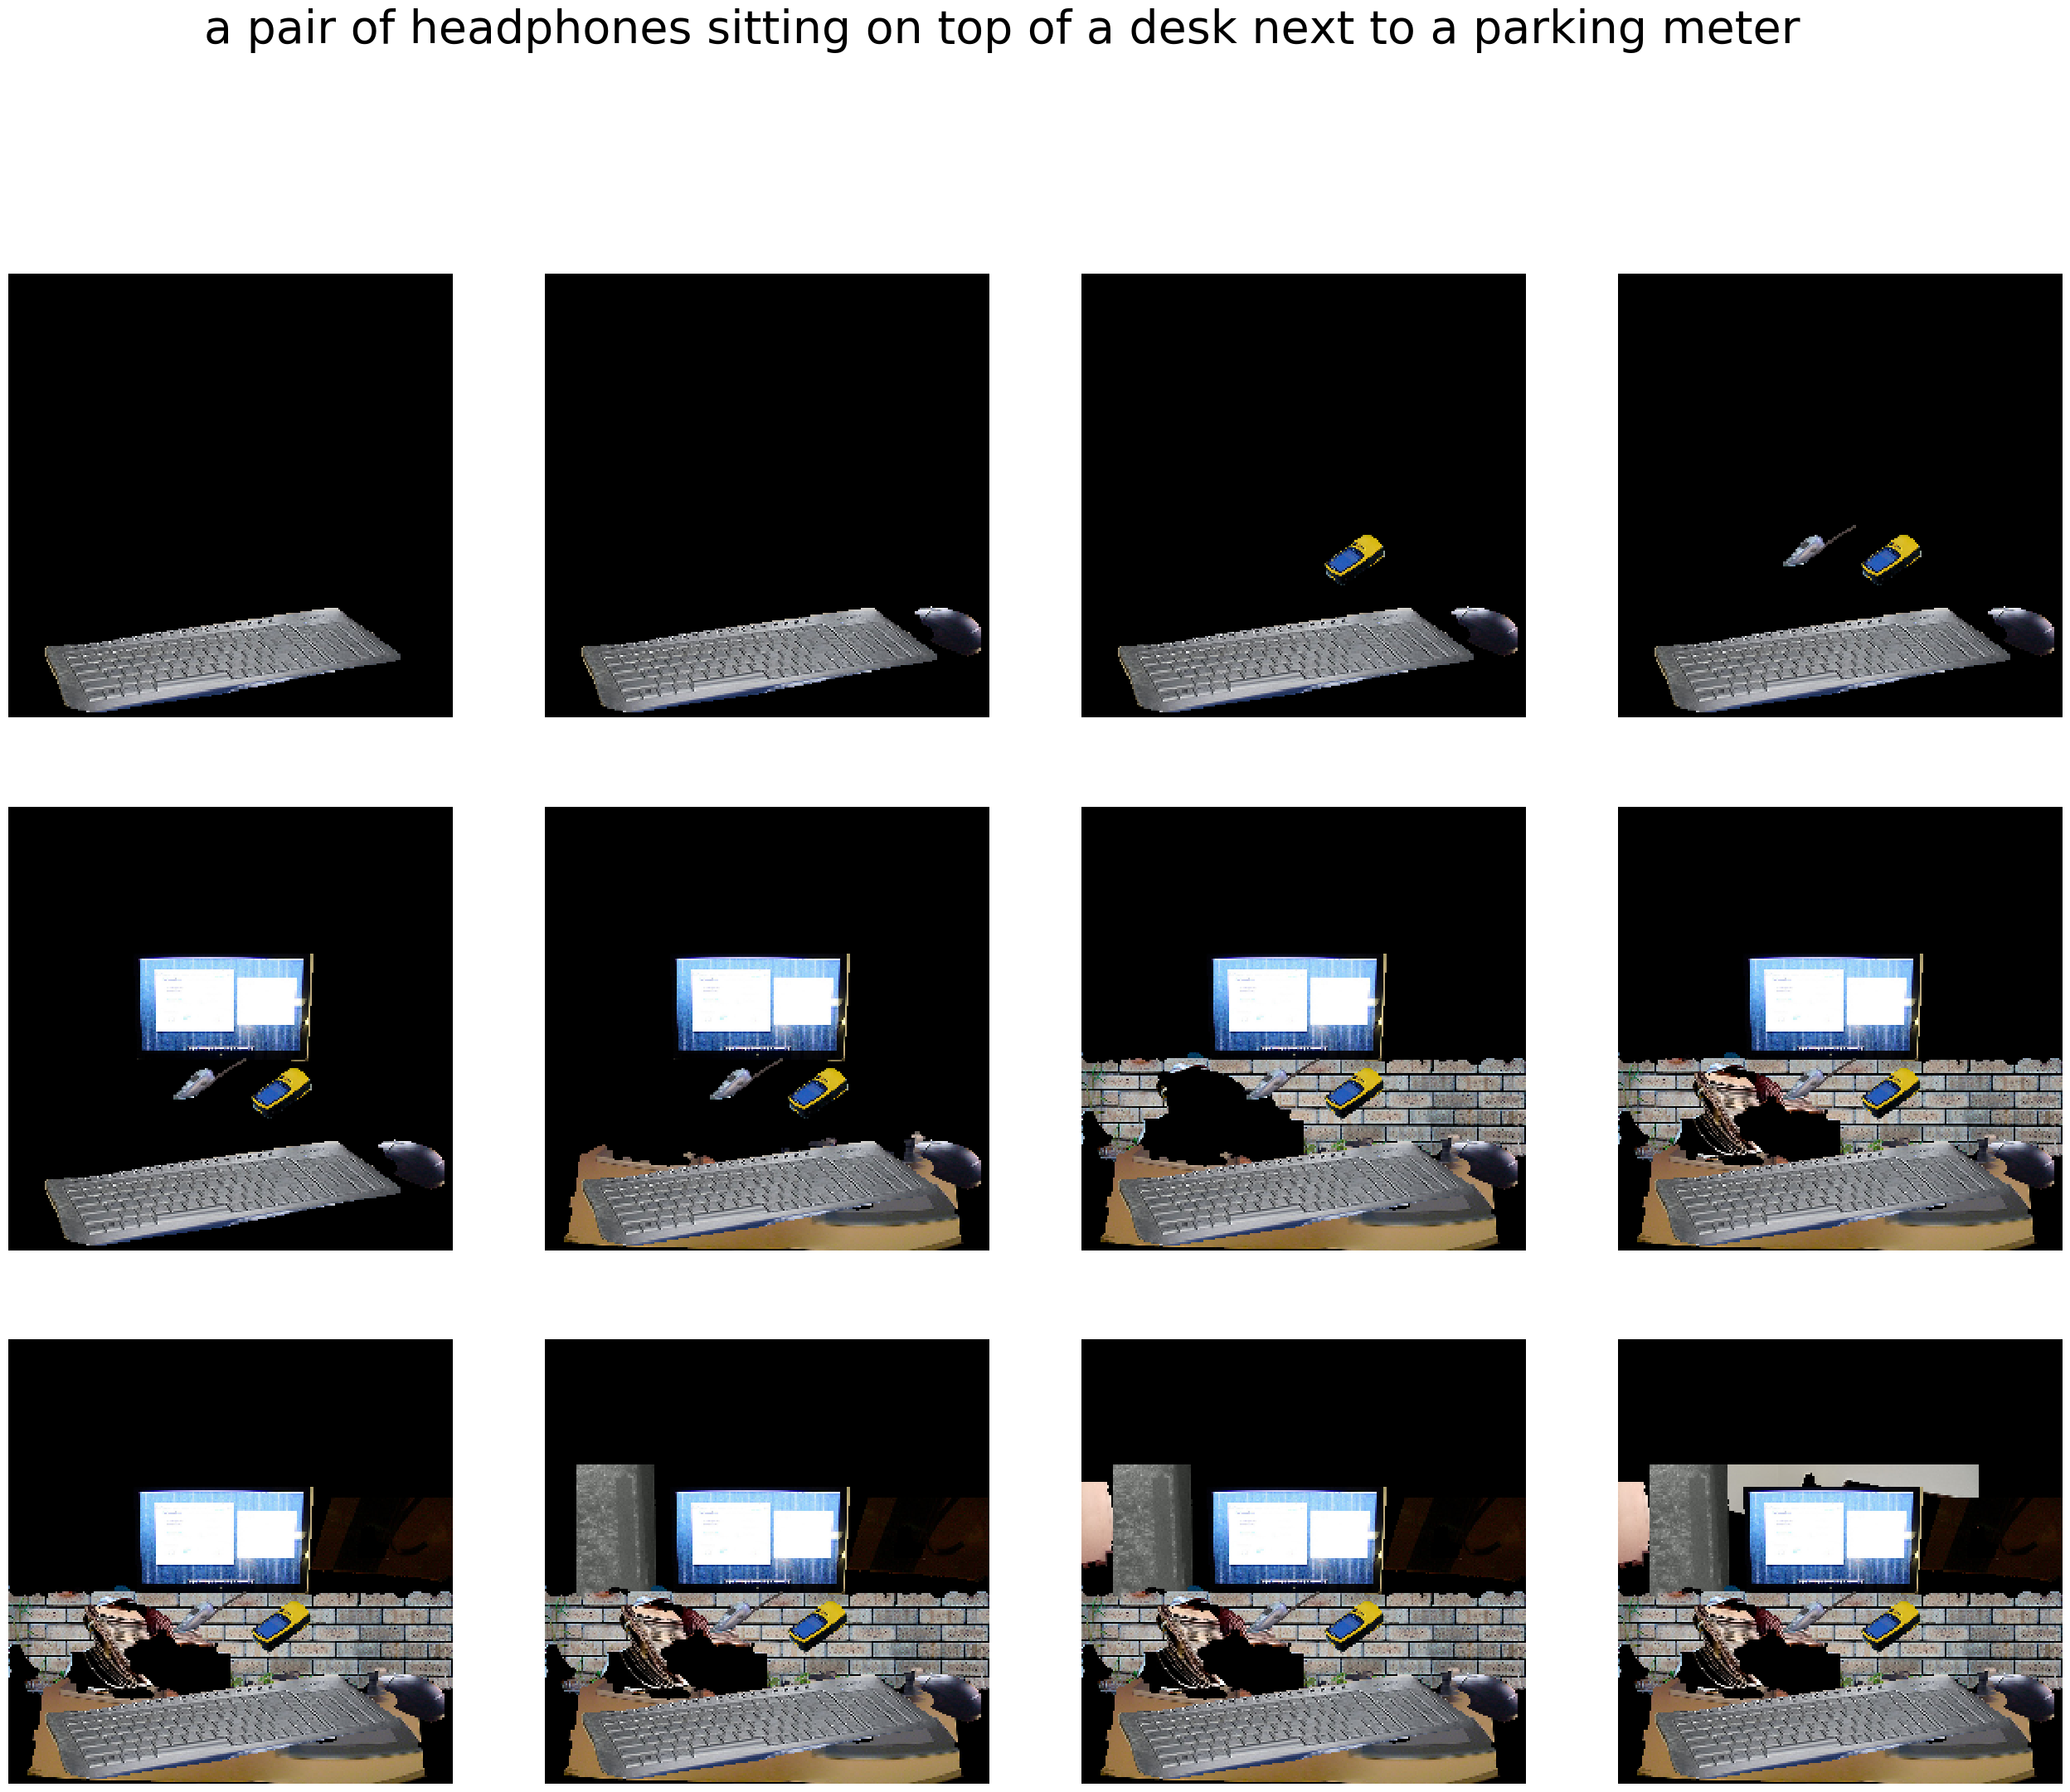 a pair of headphones sitting on top of a desk next to a parking meter